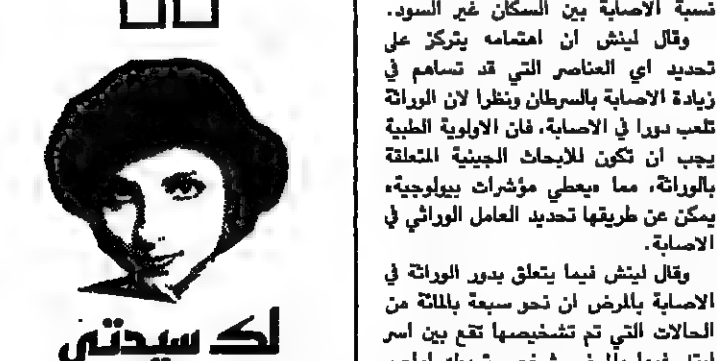 نسبة الاصابة بين السكان غير السود.
وقال لينش ان اهتمامه يتركز على
تحديد اي العناصر التي قد تساهم في
زيادة الاصابة بالسرطان ونظرا لان الوراثة
تلعب دورا في الاصابة، فان الاولوية الطبية
يجب ان تكون للابحاث الجينية المتعلقة
بالوراثة، مما «يعطي مؤشرات بيولوجية»
يمكن عن طريقها تحديد العامل الوراثي في
الاصابة.
وقال لينش فيما يتعلق بدور الوراثة في
الاصابة بالمرض ان نحو سبعة بالمائة من
الحالات التي تم تشخيصها تقع بين اسر
لك سيدتي